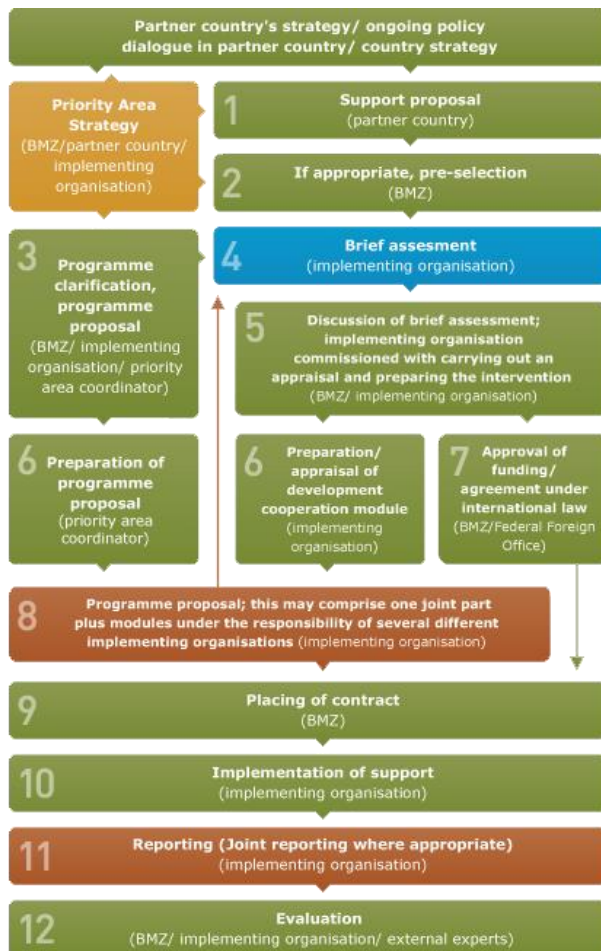 Partner country's strategy/ ongoing policy
dialogue in partner country/ country strategy
Priority Area
Strategy
(BMZ/partner country/
implementing
organisation)
1
Support proposal
(partner country)
2
If appropriate, pre-selection
(BMZ)
3
Programme
clarification,
programme
proposal
(BMZ/ implementing
organisation/ priority
area coordinator)
4
Brief assesment
(implementing organisation)
5
Discussion of brief assessment;
implementing organisation
commissioned with carrying out an
appraisal and preparing the intervention
(BMZ/ implementing organisation)
6
Preparation of
programme
proposal
(priority area
coordinator)
6
Preparation/
appraisal of
development
cooperation module
(implementing
organisation)
7
Approval of
funding/
agreement under
international law
(BMZ/Federal Foreign
Office)
8
Programme proposal; this may comprise one joint part
plus modules under the responsibility of several different
implementing organisations (implementing organisation)
9
Placing of contract
(BMZ)
10
Implementation of support
(implementing organisation)
11
Reporting (Joint reporting where appropriate)
(implementing organisation)
12
Evaluation
(BMZ/ implementing organisation/ external experts)